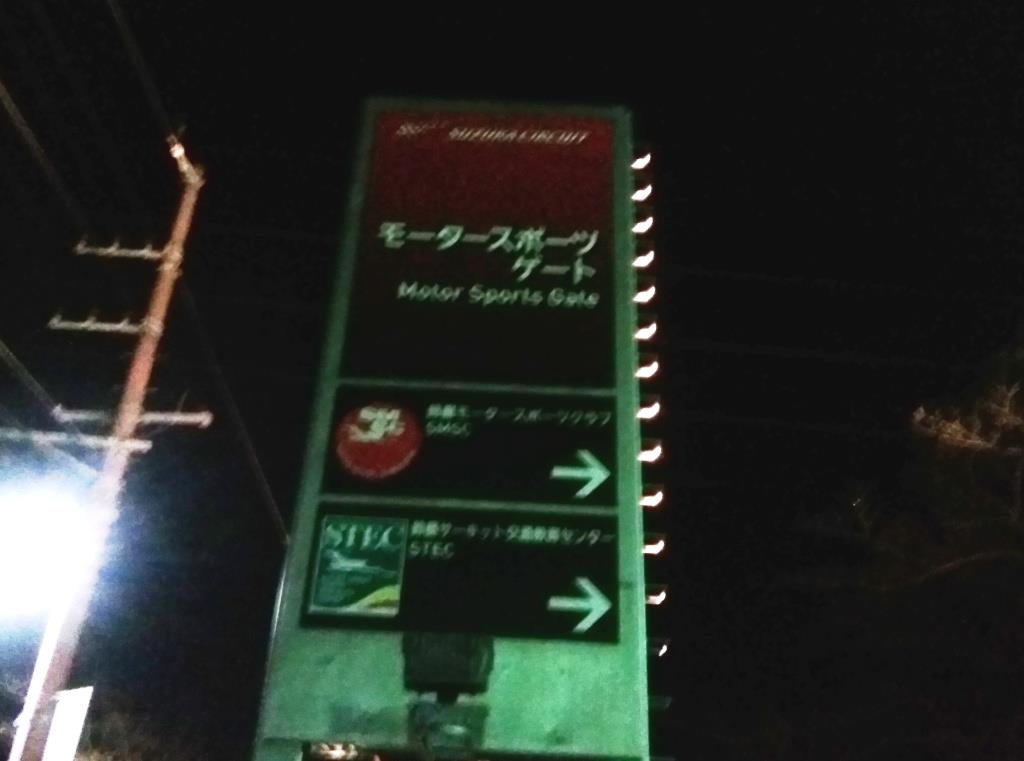 SUZUKA CIRCUIT
モータースポーツ
ゲート
Motor Sports Gate
鈴鹿モータースポーツクラブ
SMSC
STEC
鈴鹿サーキット交通教育センター
STEC